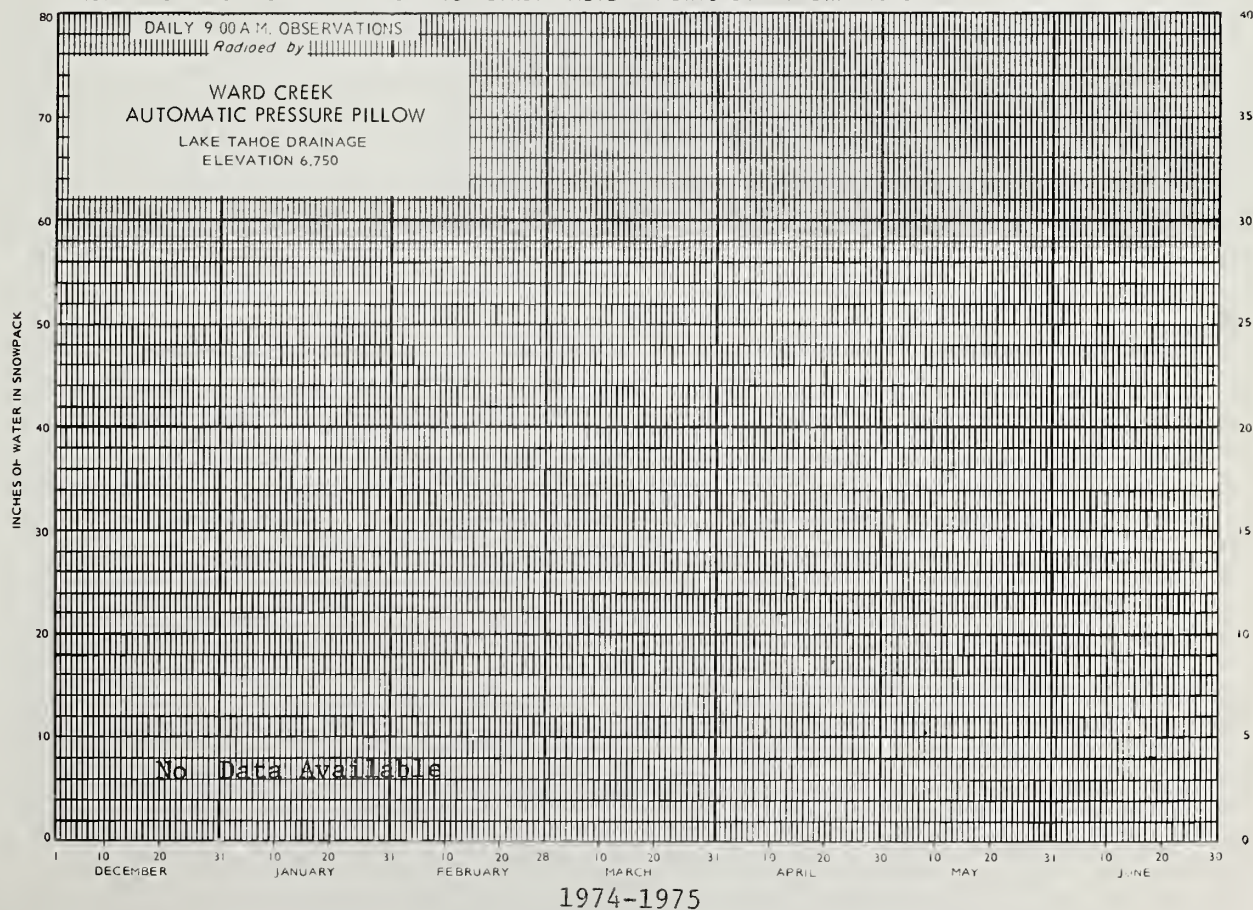 DAILY 9 00 A M. OBSERVATIONS
Radioed by
WARD CREEK
AUTOMATIC PRESSURE PILLOW
LAKE TAHOE DRAINAGE
ELEVATION 6,750
INCHES OF WATER IN SNOWPACK
80
70
60
50
40
30
20
10
0
40
35
30
25
20
15
10
5
0
No Data Available
1 10 20 31 10 20 31 10 20 28 10 20 31 10 20 30 10 20 31 10 20 30
DECEMBER JANUARY FEBRUARY MARCH APRIL MAY JUNE
1974-1975